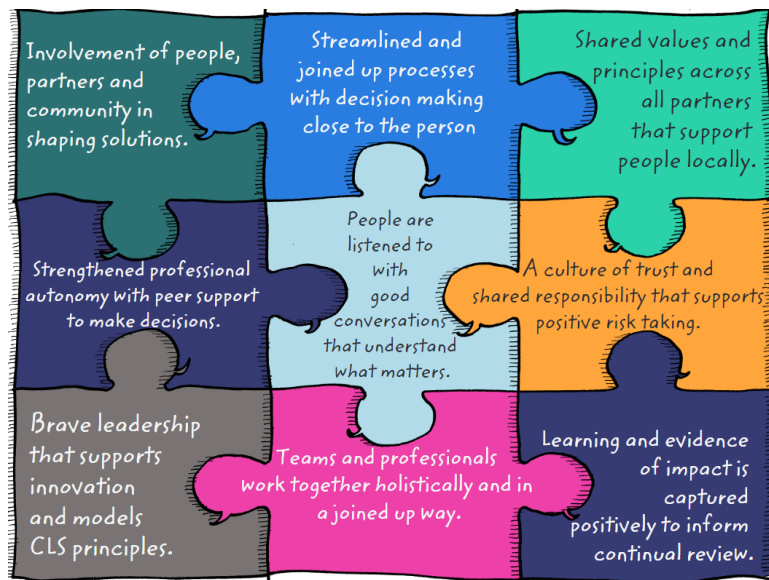 Involvement of people,
partners and
community in
shaping solutions.
Streamlined and
joined up processes
with decision making
close to the person
Shared values and
principles across
all partners
that support
people locally.
Strengthened professional
autonomy with peer support
to make decisions.
People are
listened to
with
good
conversations
that understand
what matters.
A culture of trust and
shared responsibility that supports
positive risk taking.
Brave leadership
that supports
innovation
and models
CLS principles.
Teams and professionals
work together holistically and in
a joined up way.
Learning and evidence
of impact is
captured
positively to inform
continual review.